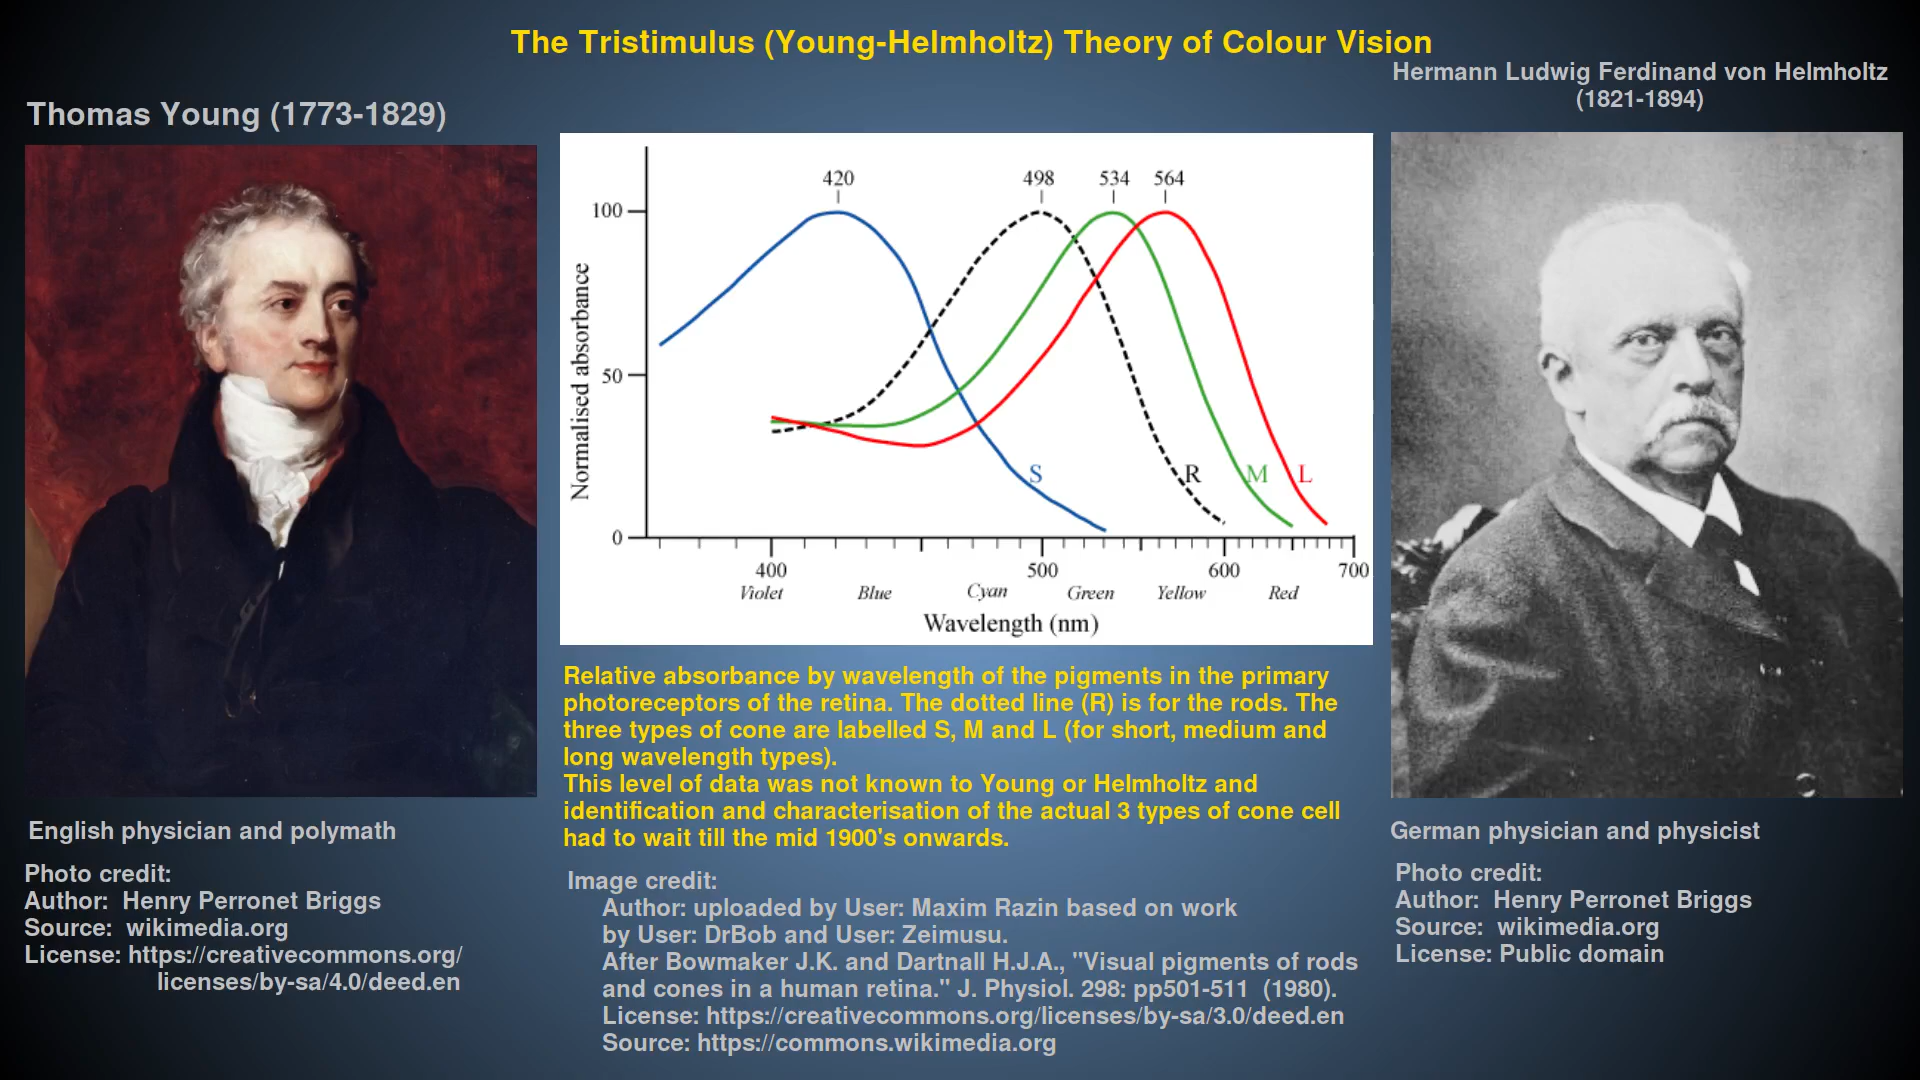 The Tristimulus (Young-Helmholtz) Theory of Colour Vision
Hermann Ludwig Ferdinand von Helmholtz
(1821-1894)
Thomas Young (1773-1829)
420
498
534
564
100
50
0
Normalised absorbance
S
R
M
L
400
500
600
700
Violet
Blue
Cyan
Green
Yellow
Red
Wavelength (nm)
Relative absorbance by wavelength of the pigments in the primary
photoreceptors of the retina. The dotted line (R) is for the rods. The
three types of cone are labelled S, M and L (for short, medium and
long wavelength types).
This level of data was not known to Young or Helmholtz and
identification and characterisation of the actual 3 types of cone cell
had to wait till the mid 1900's onwards.
English physician and polymath
Photo credit:
Author: Henry Perronet Briggs
Source: wikimedia.org
License: https://creativecommons.org/
licenses/by-sa/4.0/deed.en
Image credit:
Author: uploaded by User: Maxim Razin based on work
by User: DrBob and User: Zeimusu.
After Bowmaker J.K. and Dartnall H.J.A., "Visual pigments of rods
and cones in a human retina." J. Physiol. 298: pp501-511 (1980).
License: https://creativecommons.org/licenses/by-sa/3.0/deed.en
Source: https://commons.wikimedia.org
German physician and physicist
Photo credit:
Author: Henry Perronet Briggs
Source: wikimedia.org
License: Public domain